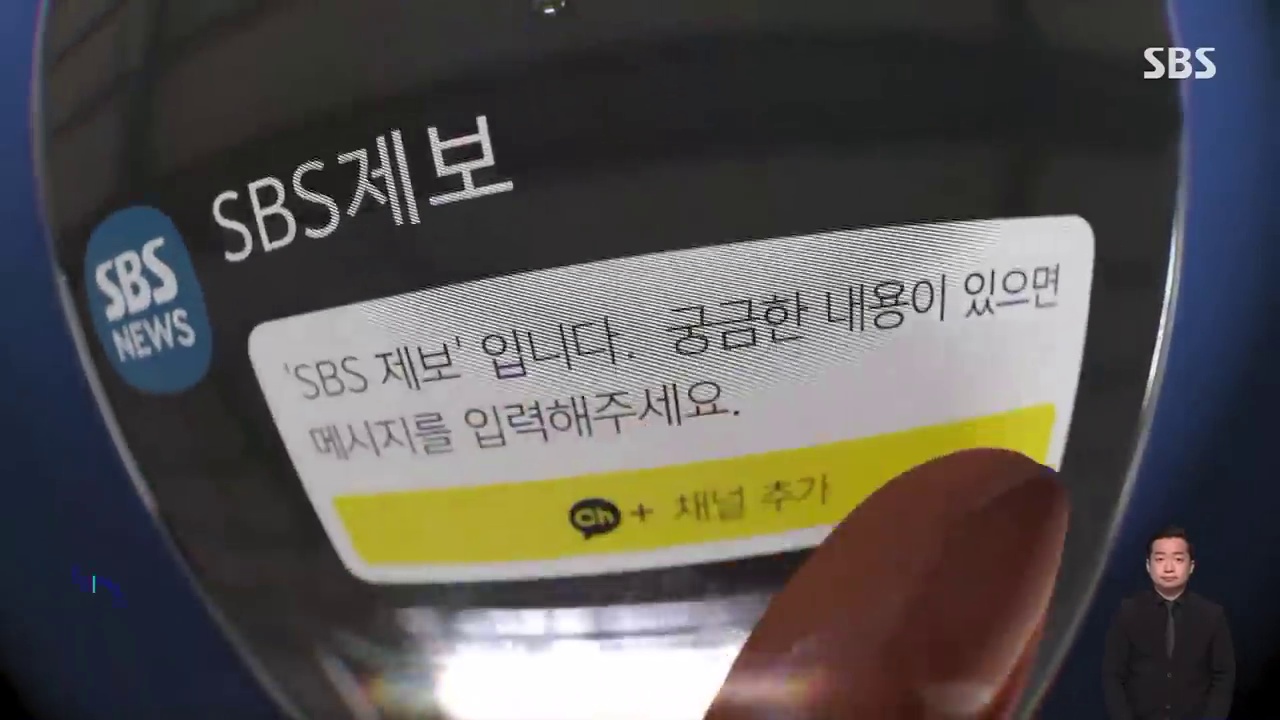 SBS
SBS제보
SBS
NEWS
'SBS 제보' 입니다. 궁금한 내용이 있으면
메시지를 입력해주세요.
Ch + 채널 추가